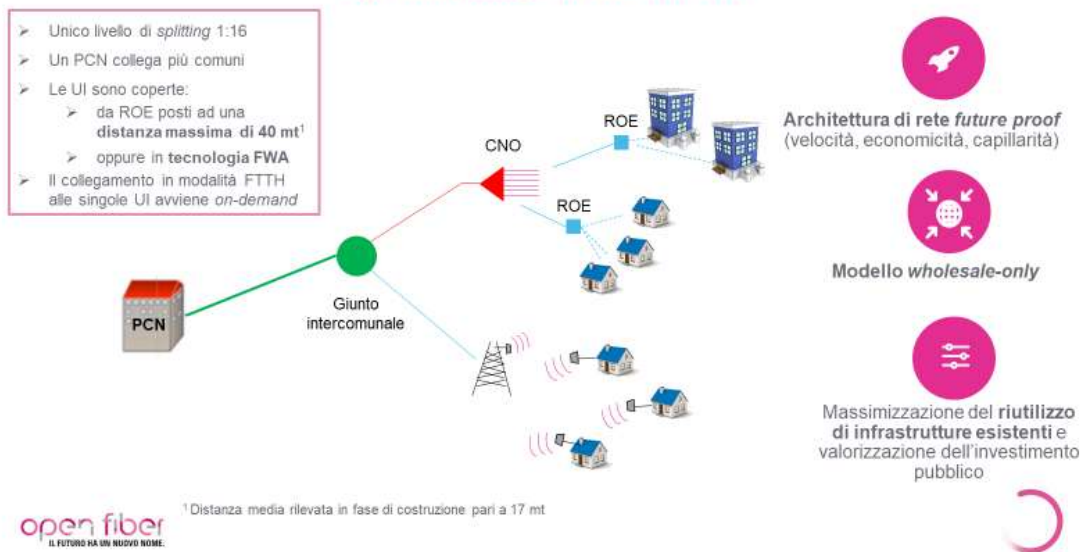 Unico livello di splitting 1:16
Un PCN collega più comuni
Le UI sono coperte:
da ROE posti ad una
distanza massima di 40 mt¹
oppure in tecnologia FWA
Il collegamento in modalità FTTH
alle singole UI avviene on-demand
PCN
Giunto
intercomunale
CNO
ROE
ROE
Architettura di rete future proof
(velocità, economicità, capillarità)
Modello wholesale-only
Massimizzazione del riutilizzo
di infrastrutture esistenti e
valorizzazione dell'investimento
pubblico
¹ Distanza media rilevata in fase di costruzione pari a 17 mt
open fiber
IL FUTURO HA UN NUOVO NOME.